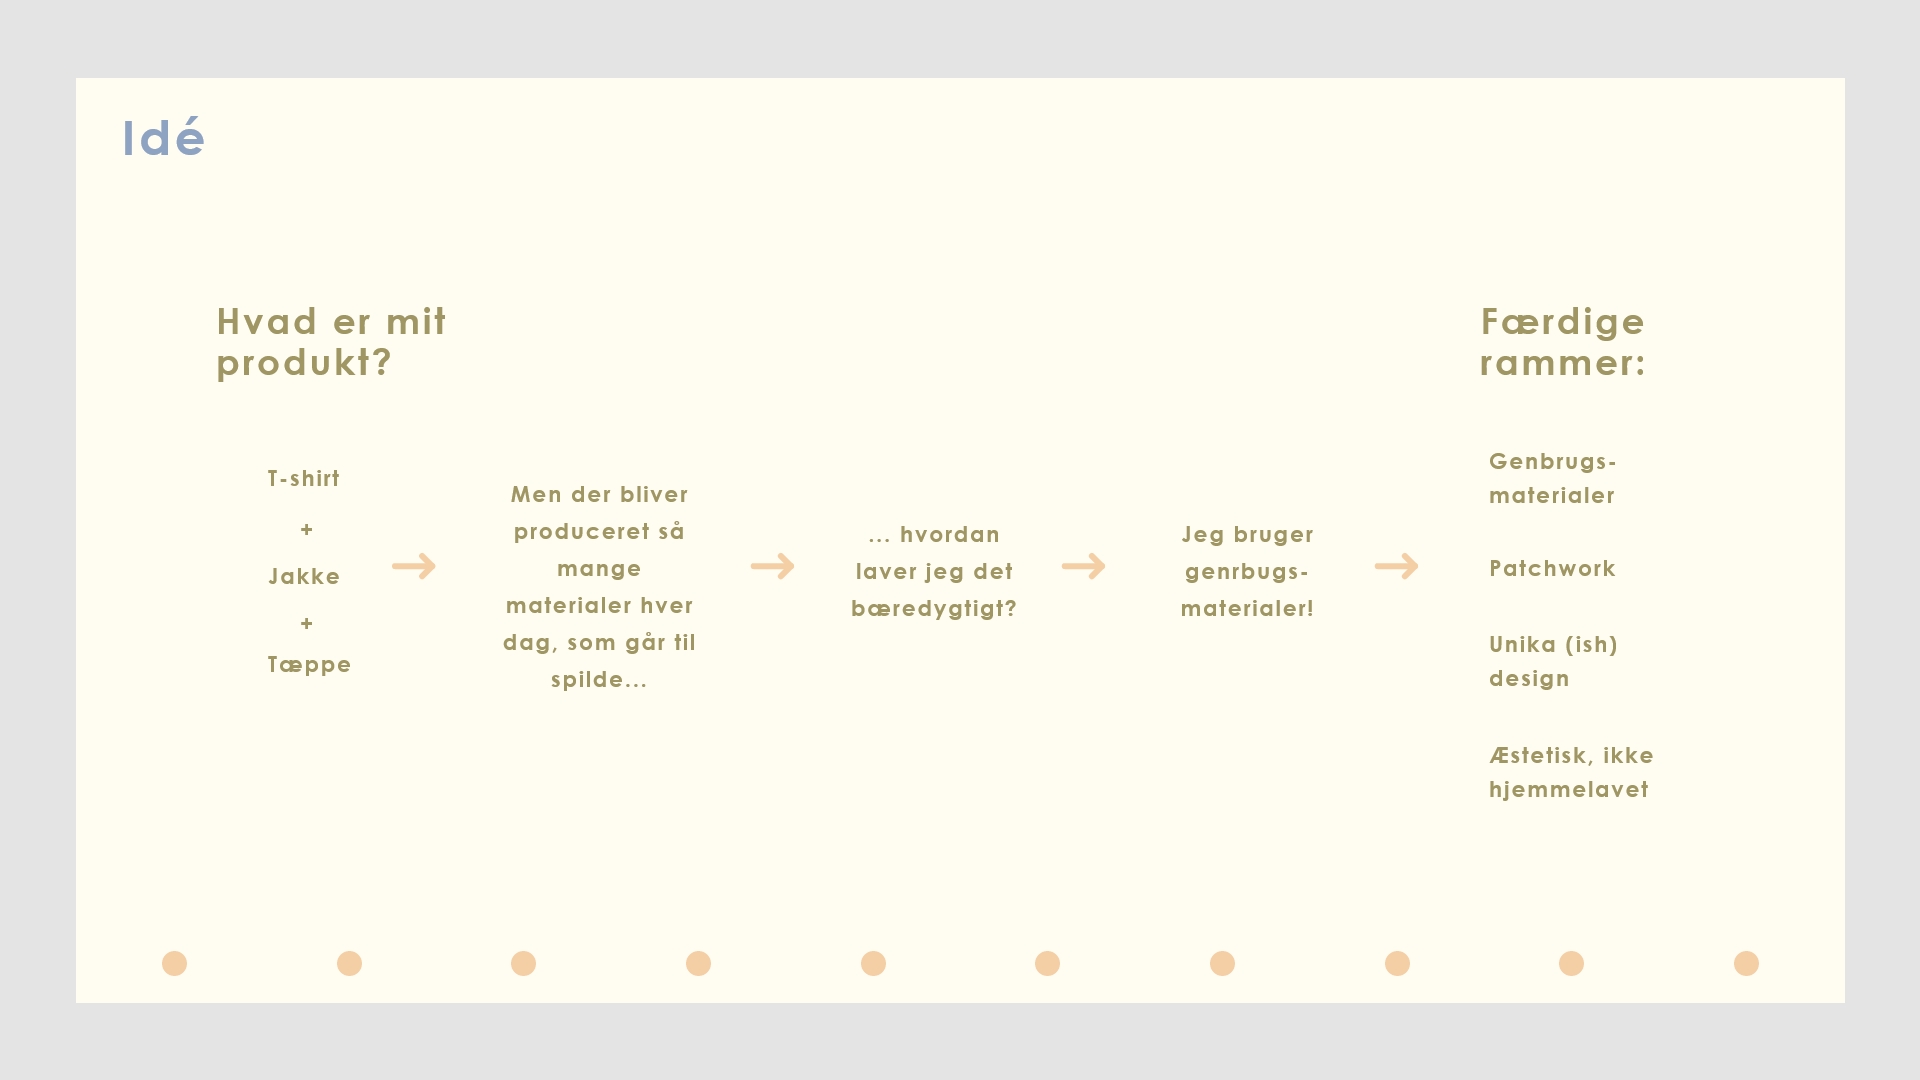 Idé
Hvad er mit
produkt?
T-shirt
+
Jakke
+
Tæppe
Men der bliver
produceret så
mange
materialer hver
dag, som går til
spilde...
... hvordan
laver jeg det
bæredygtigt?
Jeg bruger
genrbugs-
materialer!
Færdige
rammer:
Genbrugs-
materialer
Patchwork
Unika (ish)
design
Æstetisk, ikke
hjemmelavet